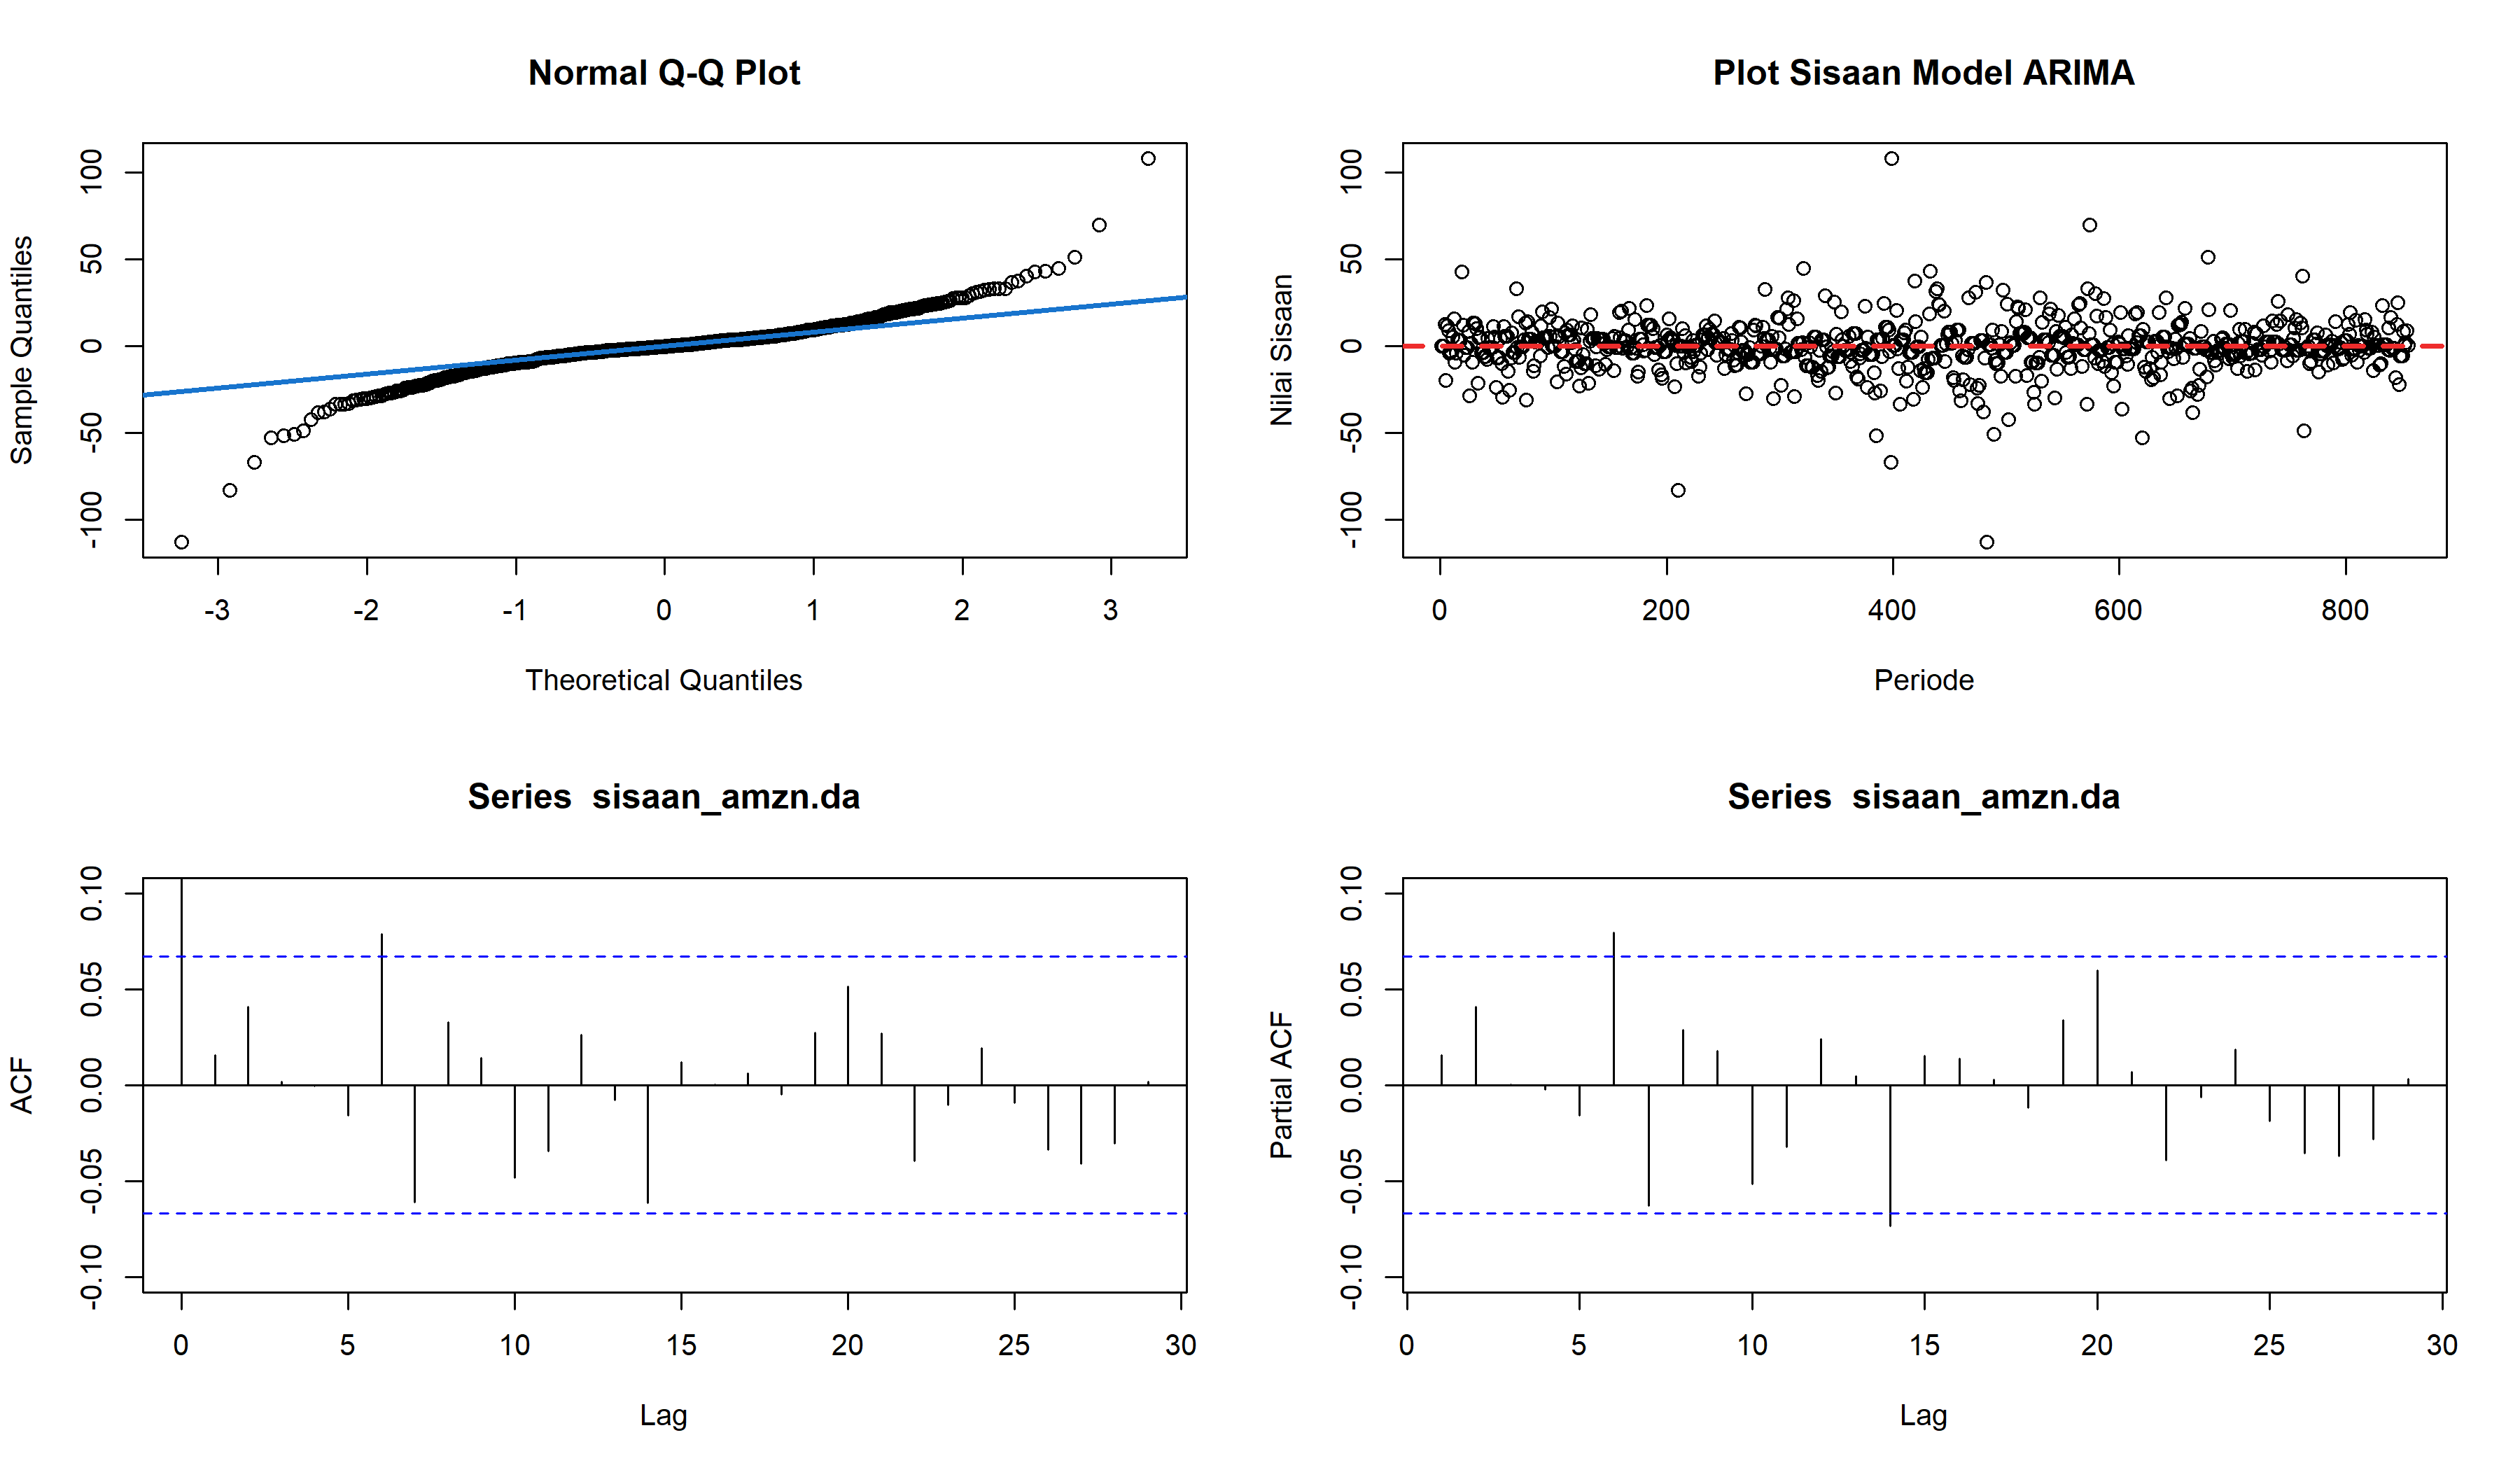 Normal Q-Q Plot
Sample Quantiles
100
50
0
-50
-100
-3 -2 -1 0 1 2 3
Theoretical Quantiles
Plot Sisaan Model ARIMA
Nilai Sisaan
100
50
0
-50
-100
0 200 400 600 800
Periode
Series sisaan_amzn.da
ACF
0.10
0.05
0.00
-0.05
-0.10
0 5 10 15 20 25 30
Lag
Series sisaan_amzn.da
Partial ACF
0.10
0.05
0.00
-0.05
-0.10
0 5 10 15 20 25 30
Lag